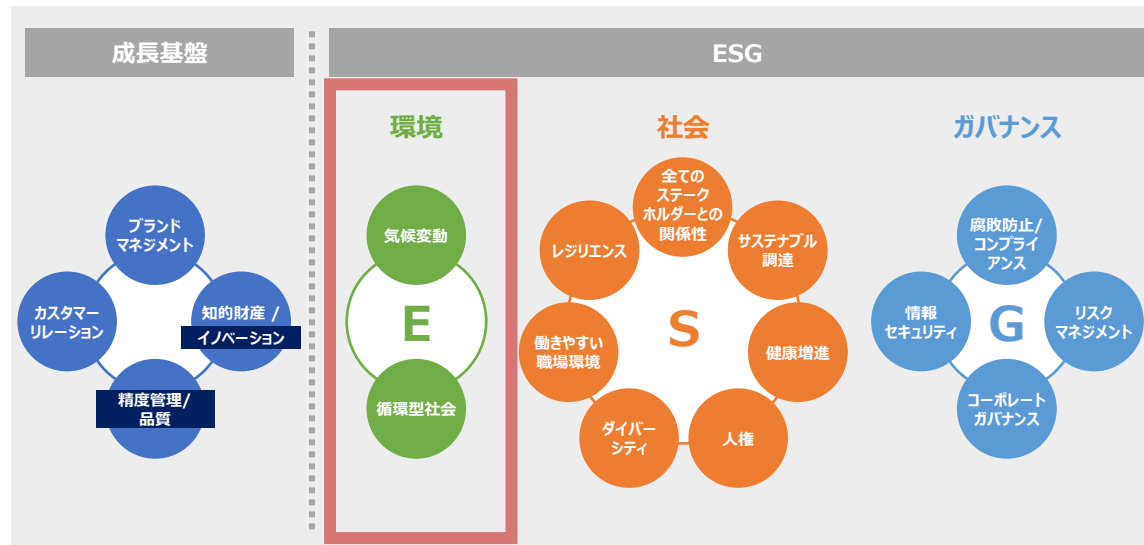 成長基盤
ESG
ブランド
マネジメント
カスタマー
リレーション
知的財産 /
イノベーション
精度管理/
品質
環境
気候変動
E
循環型社会
社会
全ての
ステーク
ホルダーとの
関係性
レジリエンス
サステナブル
調達
働きやすい
職場環境
S
健康増進
ダイバー
シティ
人権
ガバナンス
腐敗防止/
コンプライ
アンス
情報
セキュリティ
G
リスク
マネジメント
コーポレート
ガバナンス